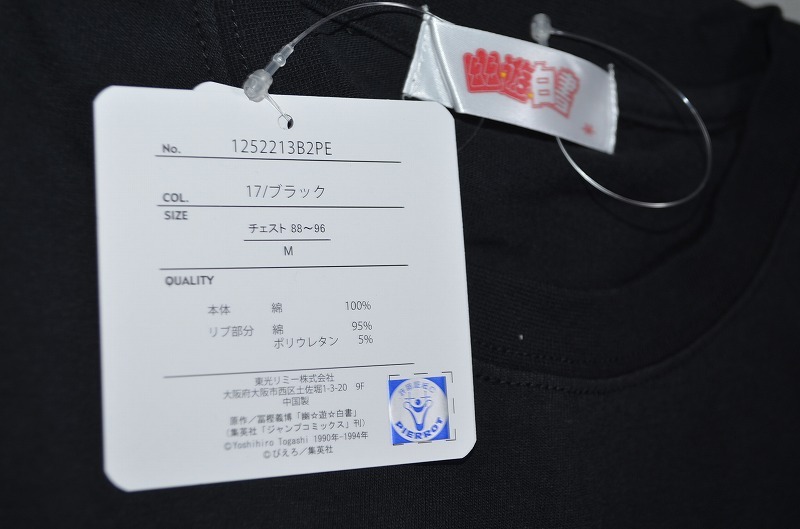 幽遊白書
No. 1252213B2PE
COL. 17/ブラック
SIZE
チェスト 88～96
M
QUALITY
本体 綿 100%
リブ部分 綿 95%
ポリウレタン 5%
東光リミー株式会社
大阪府大阪市西区土佐堀1-3-20 9F
中国製
原作／冨樫義博「幽☆遊☆白書」
（集英社「ジャンプコミックス」刊）
©Yoshihiro Togashi 1990年-1994年
©ぴえろ／集英社
許諾証紙
PIERROT